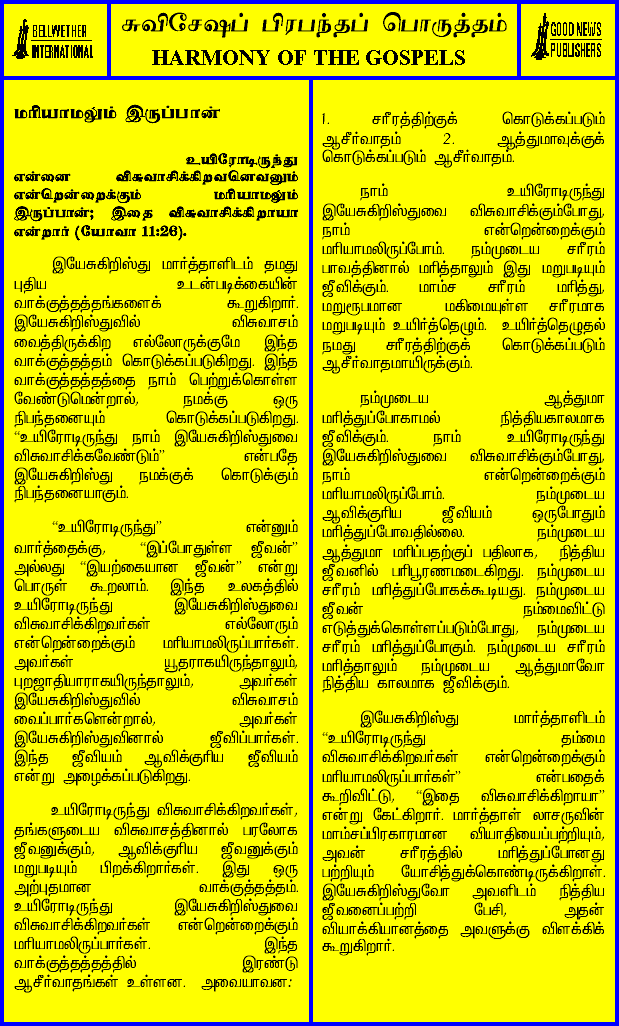 BELLWETHER
INTERNATIONAL
சுவிசேஷப் பிரபந்தப் பொருத்தம்
HARMONY OF THE GOSPELS
GOOD NEWS
PUBLISHERS
மரியாமலும் இருப்பான்
உயிரோடிருந்து
என்னை விசுவாசிக்கிறவனெவனும்
என்றென்றைக்கும் மரியாமலும்
இருப்பான்; இதை விசுவாசிக்கிறாயா
என்றார் (யோவா 11:26).
இயேசுகிறிஸ்து மார்த்தாளிடம் தமது
புதிய உடன்படிக்கையின்
வாக்குத்தத்தங்களைக் கூறுகிறார்.
இயேசுகிறிஸ்துவில் விசுவாசம்
வைத்திருக்கிற எல்லோருக்குமே இந்த
வாக்குத்தத்தம் கொடுக்கப்படுகிறது. இந்த
வாக்குத்தத்தத்தை நாம் பெற்றுக்கொள்ள
வேண்டுமென்றால், நமக்கு ஒரு
நிபந்தனையும் கொடுக்கப்படுகிறது.
“உயிரோடிருந்து நாம் இயேசுகிறிஸ்துவை
விசுவாசிக்கவேண்டும்” என்பதே
இயேசுகிறிஸ்து நமக்குக் கொடுக்கும்
நிபந்தனையாகும்.
“உயிரோடிருந்து” என்னும்
வார்த்தைக்கு, “இப்போதுள்ள ஜீவன்”
அல்லது “இயற்கையான ஜீவன்” என்று
பொருள் கூறலாம். இந்த உலகத்தில்
உயிரோடிருந்து இயேசுகிறிஸ்துவை
விசுவாசிக்கிறவர்கள் எல்லோரும்
என்றென்றைக்கும் மரியாமலிருப்பார்கள்.
அவர்கள் யூதராகயிருந்தாலும்,
புறஜாதியாராகயிருந்தாலும், அவர்கள்
இயேசுகிறிஸ்துவில் விசுவாசம்
வைப்பார்களென்றால், அவர்கள்
இயேசுகிறிஸ்துவினால் ஜீவிப்பார்கள்.
இந்த ஜீவியம் ஆவிக்குரிய ஜீவியம்
என்று அழைக்கப்படுகிறது.
உயிரோடிருந்து விசுவாசிக்கிறவர்கள்,
தங்களுடைய விசுவாசத்தினால் பரலோக
ஜீவனுக்கும், ஆவிக்குரிய ஜீவனுக்கும்
மறுபடியும் பிறக்கிறார்கள். இது ஒரு
அற்புதமான வாக்குத்தத்தம்.
உயிரோடிருந்து இயேசுகிறிஸ்துவை
விசுவாசிக்கிறவர்கள் என்றென்றைக்கும்
மரியாமலிருப்பார்கள். இந்த
வாக்குத்தத்தத்தில் இரண்டு
ஆசீர்வாதங்கள் உள்ளன. அவையாவன:
1. சரீரத்திற்குக் கொடுக்கப்படும்
ஆசீர்வாதம் 2. ஆத்துமாவுக்குக்
கொடுக்கப்படும் ஆசீர்வாதம்.
நாம் உயிரோடிருந்து
இயேசுகிறிஸ்துவை விசுவாசிக்கும்போது,
நாம் என்றென்றைக்கும்
மரியாமலிருப்போம். நம்முடைய சரீரம்
பாவத்தினால் மரித்தாலும் இது மறுபடியும்
ஜீவிக்கும். மாம்ச சரீரம் மரித்து,
மறுரூபமான மகிமையுள்ள சரீரமாக
மறுபடியும் உயிர்த்தெழும். உயிர்த்தெழுதல்
நமது சரீரத்திற்குக் கொடுக்கப்படும்
ஆசீர்வாதமாயிருக்கும்.
நம்முடைய ஆத்துமா
மரித்துப்போகாமல் நித்தியகாலமாக
ஜீவிக்கும். நாம் உயிரோடிருந்து
இயேசுகிறிஸ்துவை விசுவாசிக்கும்போது,
நாம் என்றென்றைக்கும்
மரியாமலிருப்போம். நம்முடைய
ஆவிக்குரிய ஜீவியம் ஒருபோதும்
மரித்துப்போவதில்லை. நம்முடைய
ஆத்துமா மரிப்பதற்குப் பதிலாக, நித்திய
ஜீவனில் பரிபூரணமடைகிறது. நம்முடைய
சரீரம் மரித்துப்போகக்கூடியது. நம்முடைய
ஜீவன் நம்மைவிட்டு
எடுத்துக்கொள்ளப்படும்போது, நம்முடைய
சரீரம் மரித்துப்போகும். நம்முடைய சரீரம்
மரித்தாலும் நம்முடைய ஆத்துமாவோ
நித்திய காலமாக ஜீவிக்கும்.
இயேசுகிறிஸ்து மார்த்தாளிடம்
“உயிரோடிருந்து தம்மை
விசுவாசிக்கிறவர்கள் என்றென்றைக்கும்
மரியாமலிருப்பார்கள்” என்பதைக்
கூறிவிட்டு, “இதை விசுவாசிக்கிறாயா”
என்று கேட்கிறார். மார்த்தாள் லாசருவின்
மாம்சப்பிரகாரமான வியாதியைப்பற்றியும்,
அவன் சரீரத்தில் மரித்துப்போனது
பற்றியும் யோசித்துக்கொண்டிருக்கிறாள்.
இயேசுகிறிஸ்துவோ அவளிடம் நித்திய
ஜீவனைப்பற்றி பேசி, அதன்
வியாக்கியானத்தை அவளுக்கு விளக்கிக்
கூறுகிறார்.